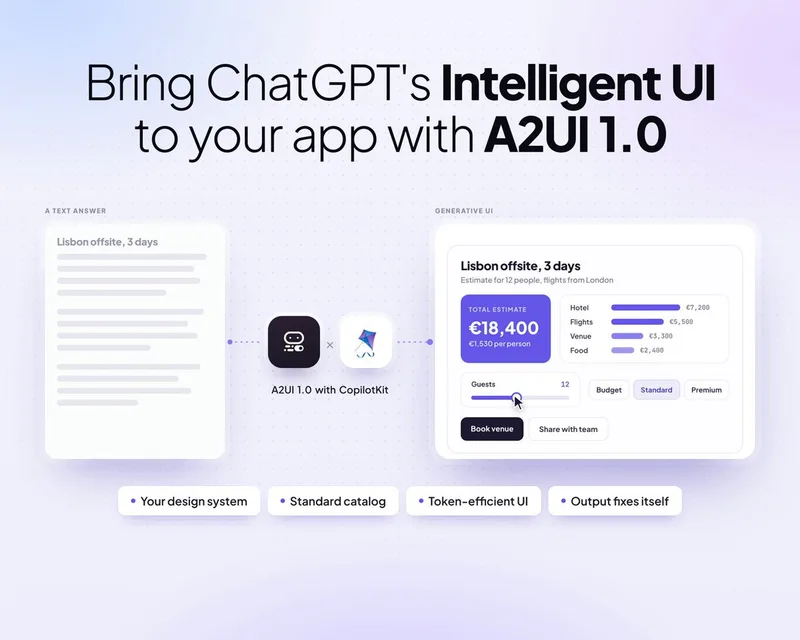 Bring ChatGPT's Intelligent UI
to your app with A2UI 1.0
A TEXT ANSWER
Lisbon offsite, 3 days
A2UI 1.0 with CopilotKit
GENERATIVE UI
Lisbon offsite, 3 days
Estimate for 12 people, flights from London
TOTAL ESTIMATE
€18,400
€1,530 per person
Hotel €7,200
Flights €5,500
Venue €3,300
Food €2,400
Guests 12
Budget Standard Premium
Book venue Share with team
Your design system Standard catalog Token-efficient UI Output fixes itself